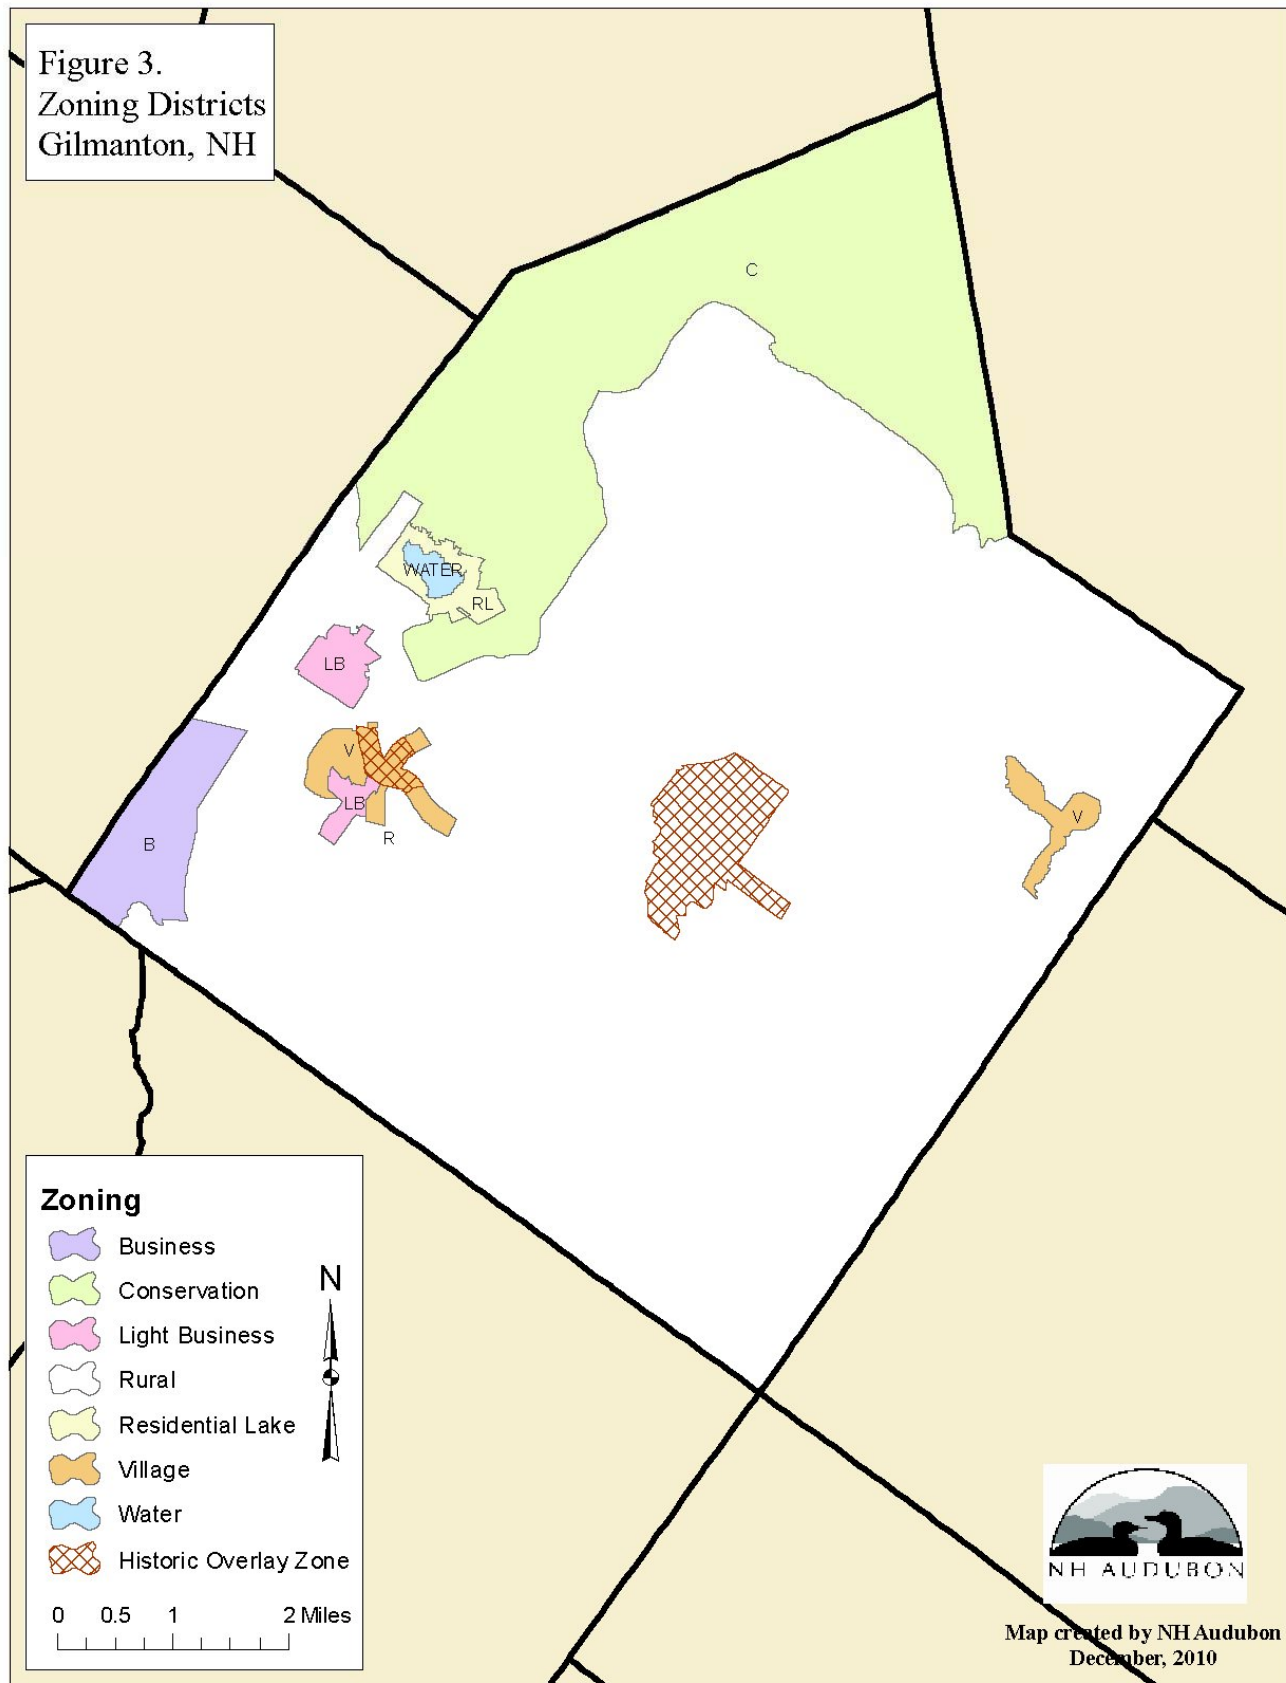 Figure 3.
Zoning Districts
Gilmanton, NH
C
WATER
RL
LB
V
LB
R
B
V
Zoning
Business
Conservation
Light Business
Rural
Residential Lake
Village
Water
Historic Overlay Zone
N
0 0.5 1 2 Miles
NH AUDUBON
Map created by NH Audubon
December, 2010